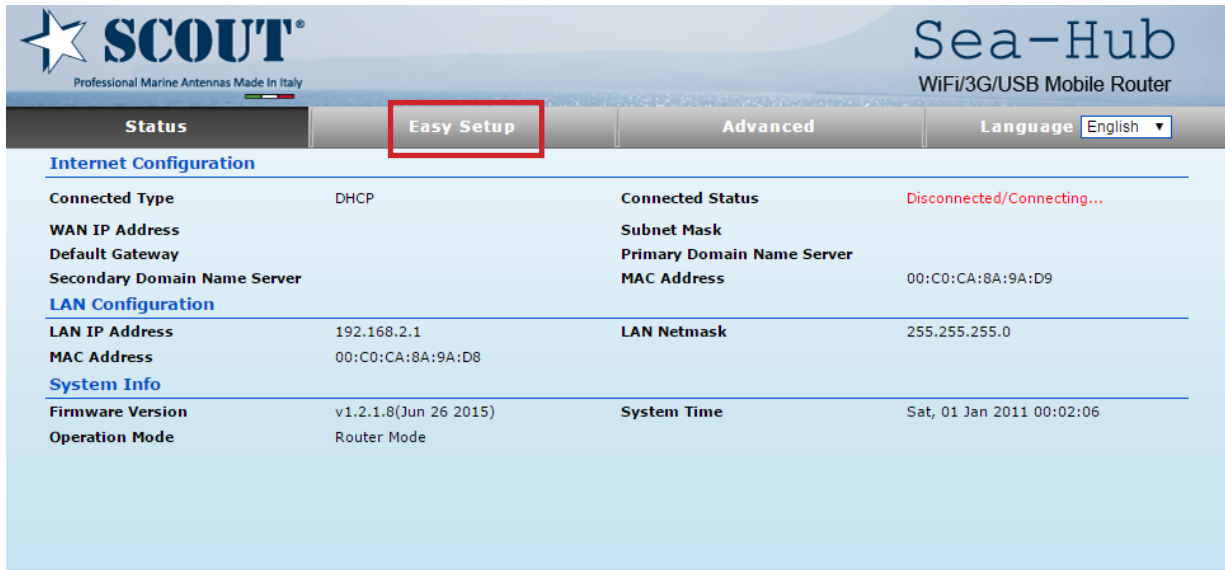 SCOUT®
Professional Marine Antennas Made In Italy
Sea-Hub
WiFi/3G/USB Mobile Router
Status Easy Setup Advanced Language English
Internet Configuration
Connected Type DHCP Connected Status Disconnected/Connecting...
WAN IP Address Subnet Mask
Default Gateway Primary Domain Name Server
Secondary Domain Name Server MAC Address 00:C0:CA:8A:9A:D9
LAN Configuration
LAN IP Address 192.168.2.1 LAN Netmask 255.255.255.0
MAC Address 00:C0:CA:8A:9A:D8
System Info
Firmware Version v1.2.1.8(Jun 26 2015) System Time Sat, 01 Jan 2011 00:02:06
Operation Mode Router Mode